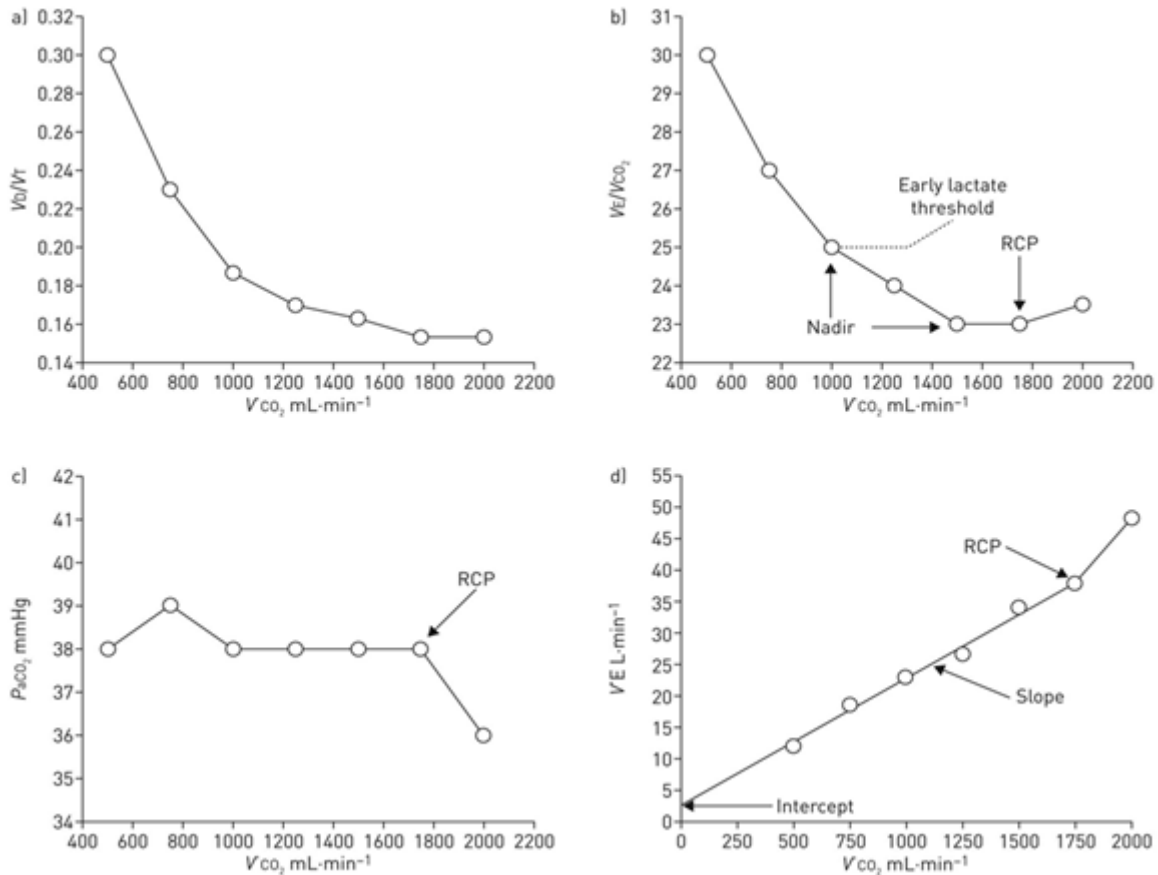 a)
0.32
0.30
0.28
0.24
0.22
0.20
0.18
0.16
0.14
VD/VT
400 600 800 1000 1200 1400 1600 1800 2000 2200
V′CO₂ mL·min⁻¹
b)
31
30
29
27
26
25
24
23
22
VE/VCO₂
Early lactate
threshold
RCP
Nadir
400 600 800 1000 1200 1400 1600 1800 2000 2200
V′CO₂ mL·min⁻¹
c)
42
41
40
39
38
37
36
35
34
PaCO₂ mmHg
RCP
400 600 800 1000 1200 1400 1600 1800 2000 2200
V′CO₂ mL·min⁻¹
d)
50
45
50
35
30
25
20
15
10
5
0
V′E L·min⁻¹
RCP
Slope
Intercept
0 250 500 750 1000 1250 1500 1750 2000
V′CO₂ mL·min⁻¹